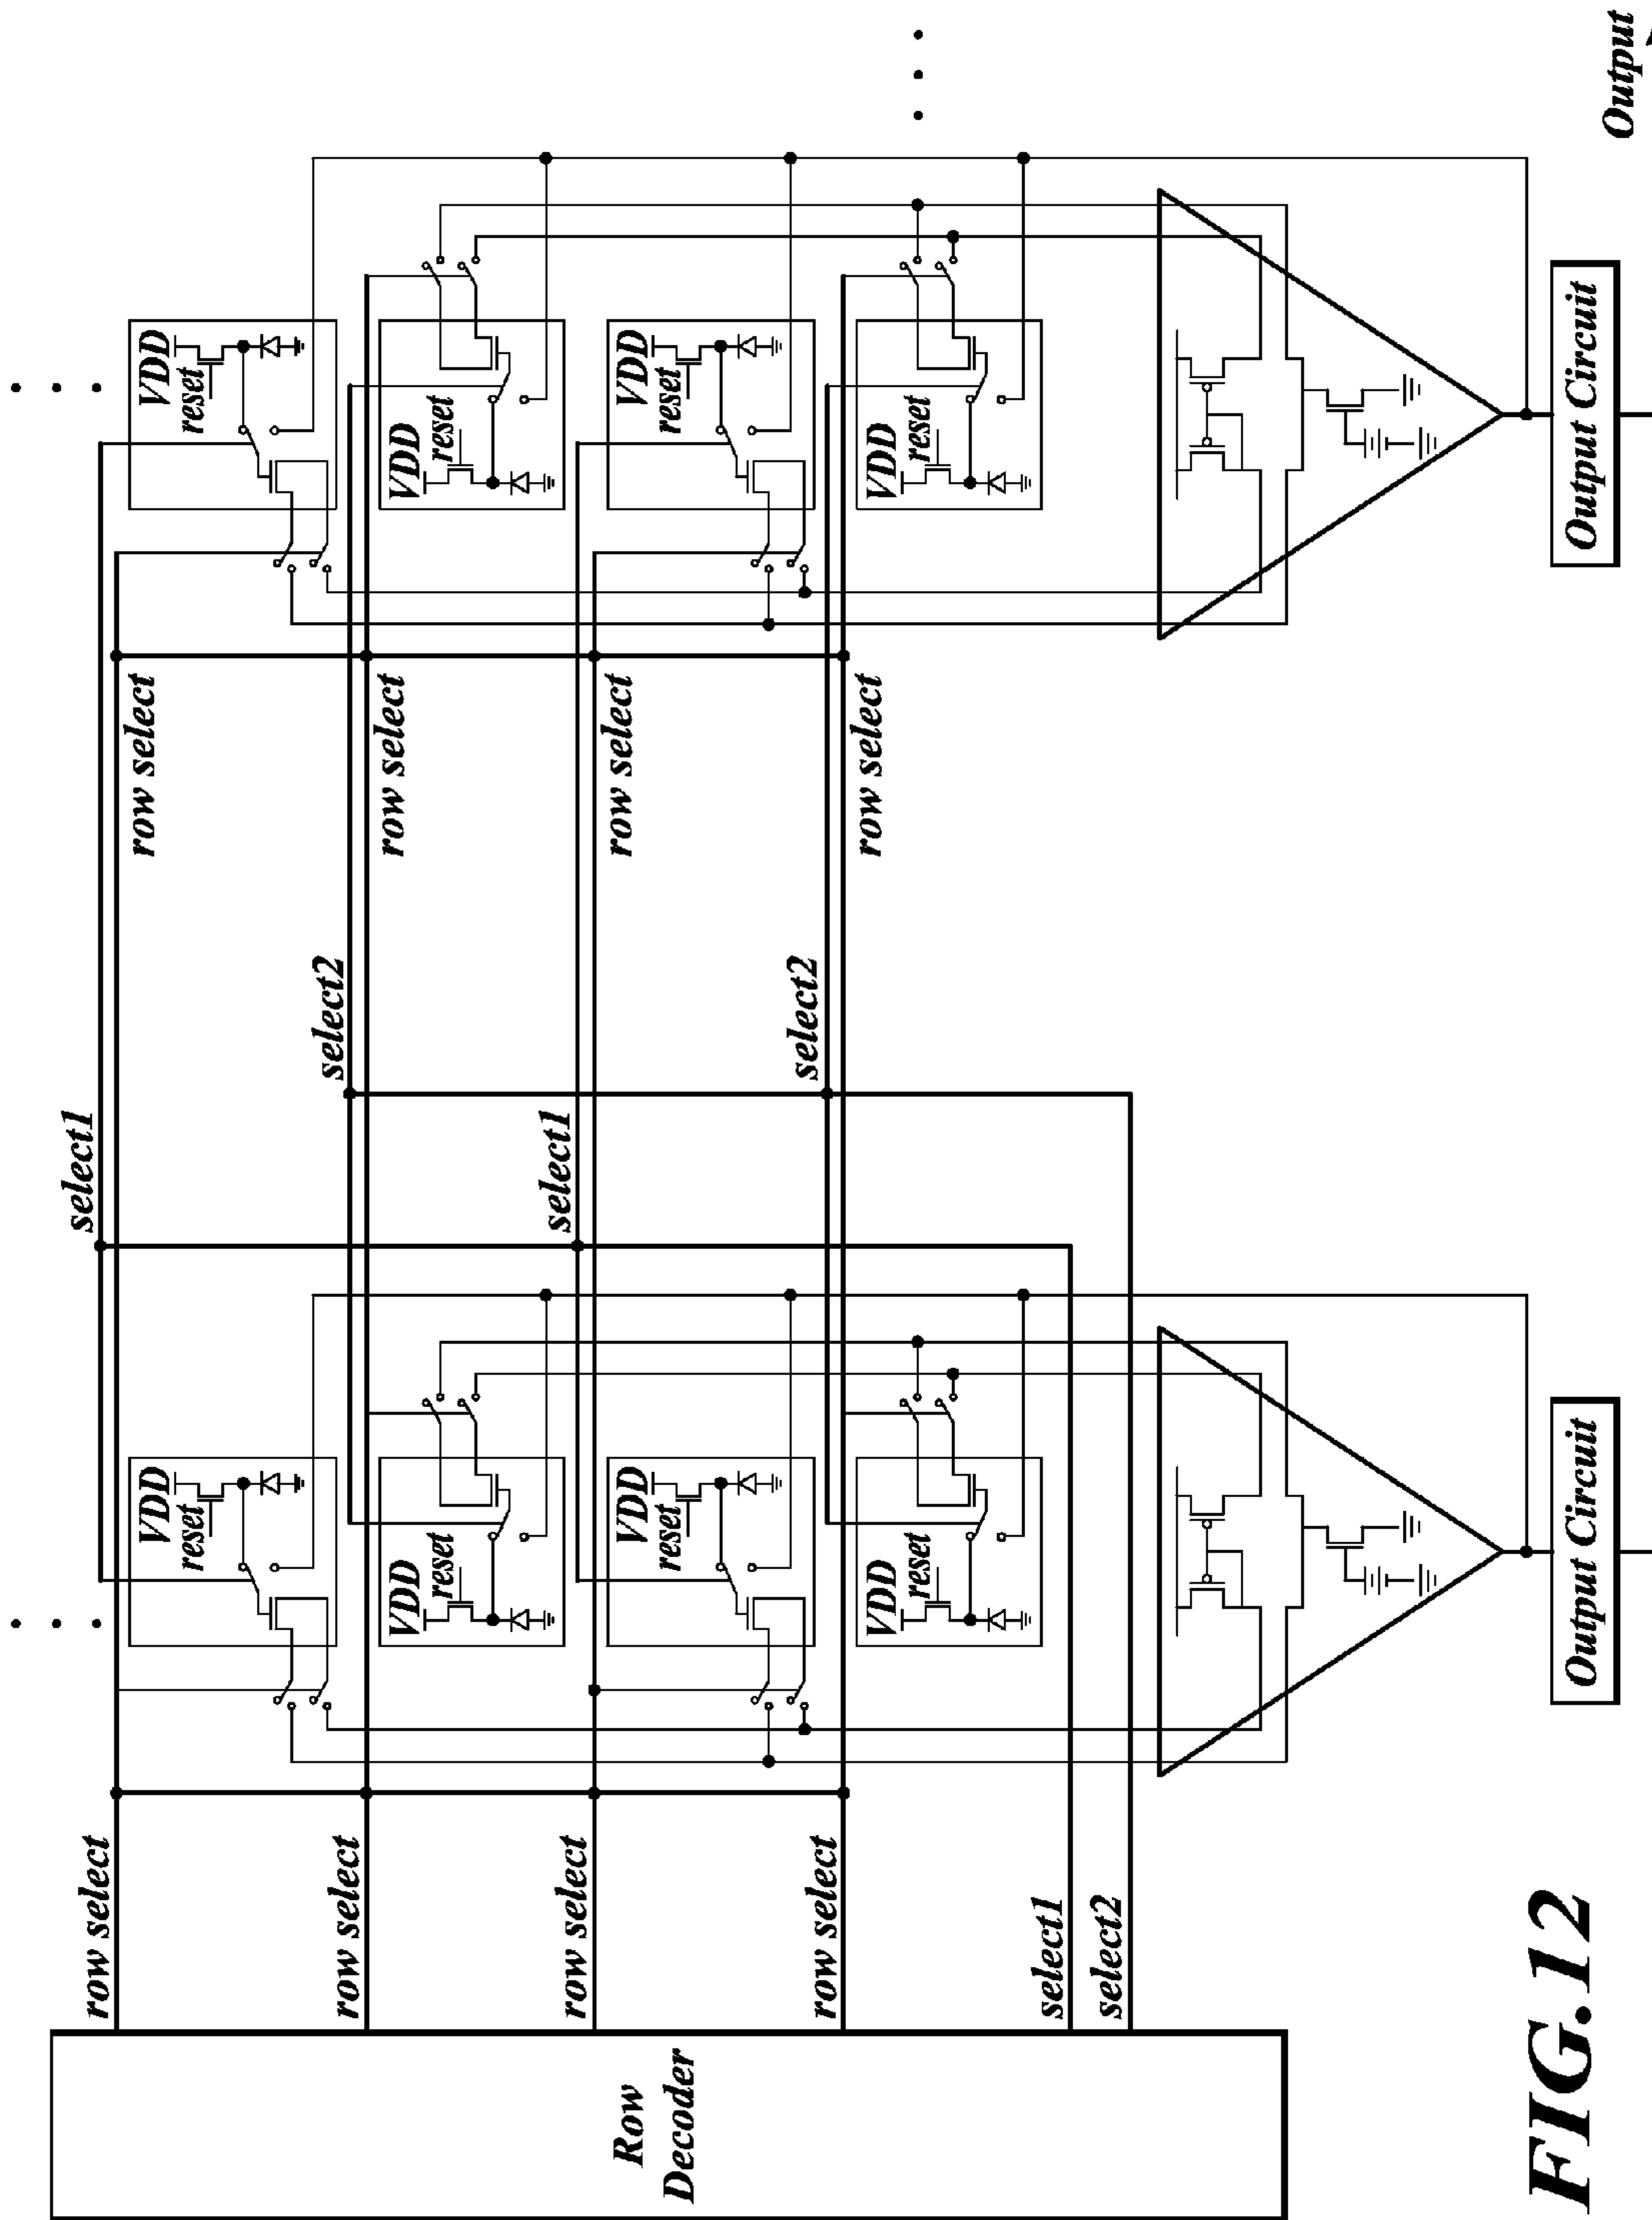 select1
row select
row select
VDD
VDD
reset
reset
select2
row select
row select
VDD
VDD
reset
reset
select1
row select
row select
Row
Decoder
VDD
VDD
reset
reset
select2
row select
row select
VDD
VDD
reset
reset
select1
select2
FIG.12
Output Circuit
Output Circuit
Output